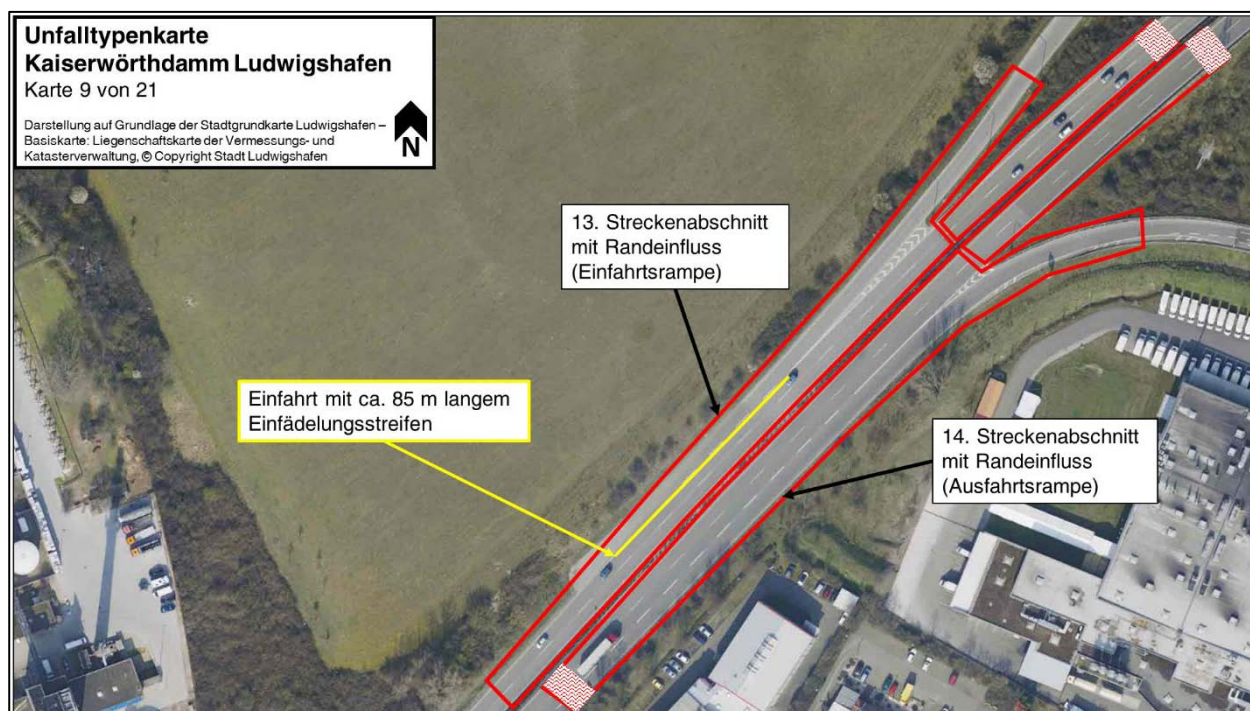 Unfalltypenkarte
Kaiserwörthdamm Ludwigshafen
Karte 9 von 21
Darstellung auf Grundlage der Stadtgrundkarte Ludwigshafen –
Basiskarte: Liegenschaftskarte der Vermessungs- und
Katasterverwaltung, © Copyright Stadt Ludwigshafen
N
13. Streckenabschnitt
mit Randeinfluss
(Einfahrtsrampe)
Einfahrt mit ca. 85 m langem
Einfädelungsstreifen
14. Streckenabschnitt
mit Randeinfluss
(Ausfahrtsrampe)